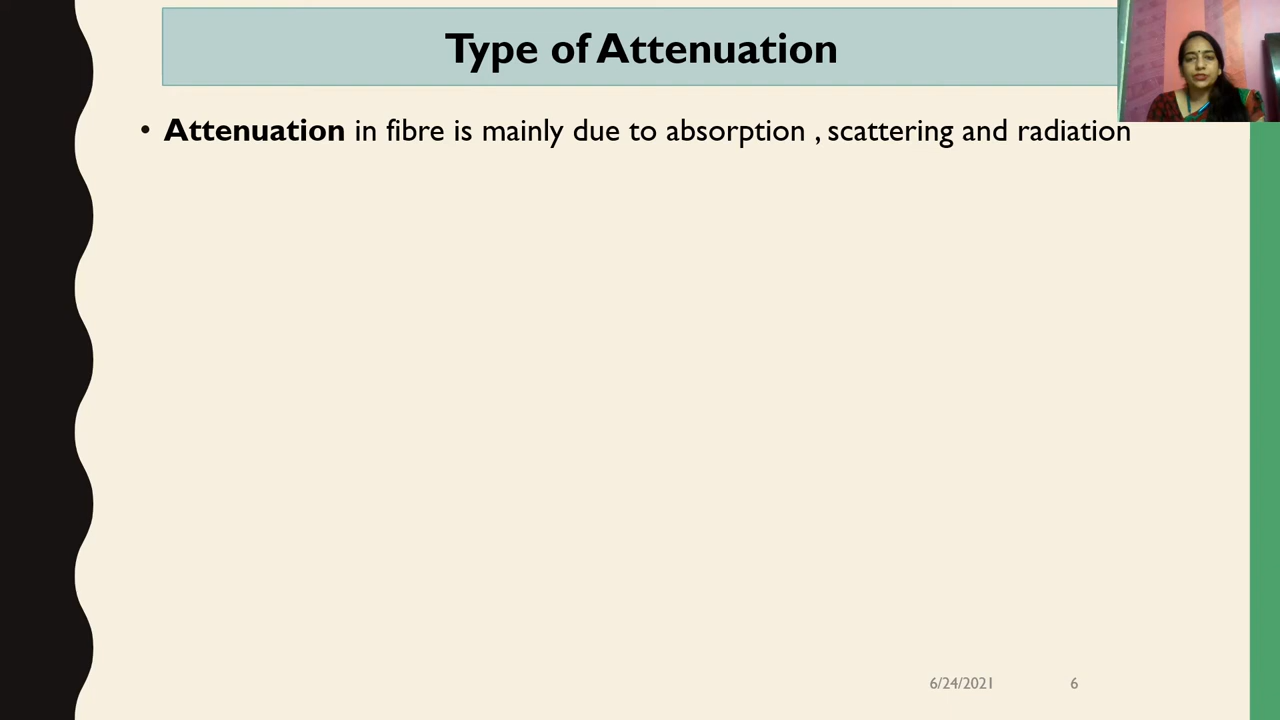 Type of Attenuation
• Attenuation in fibre is mainly due to absorption , scattering and radiation
6/24/2021 6